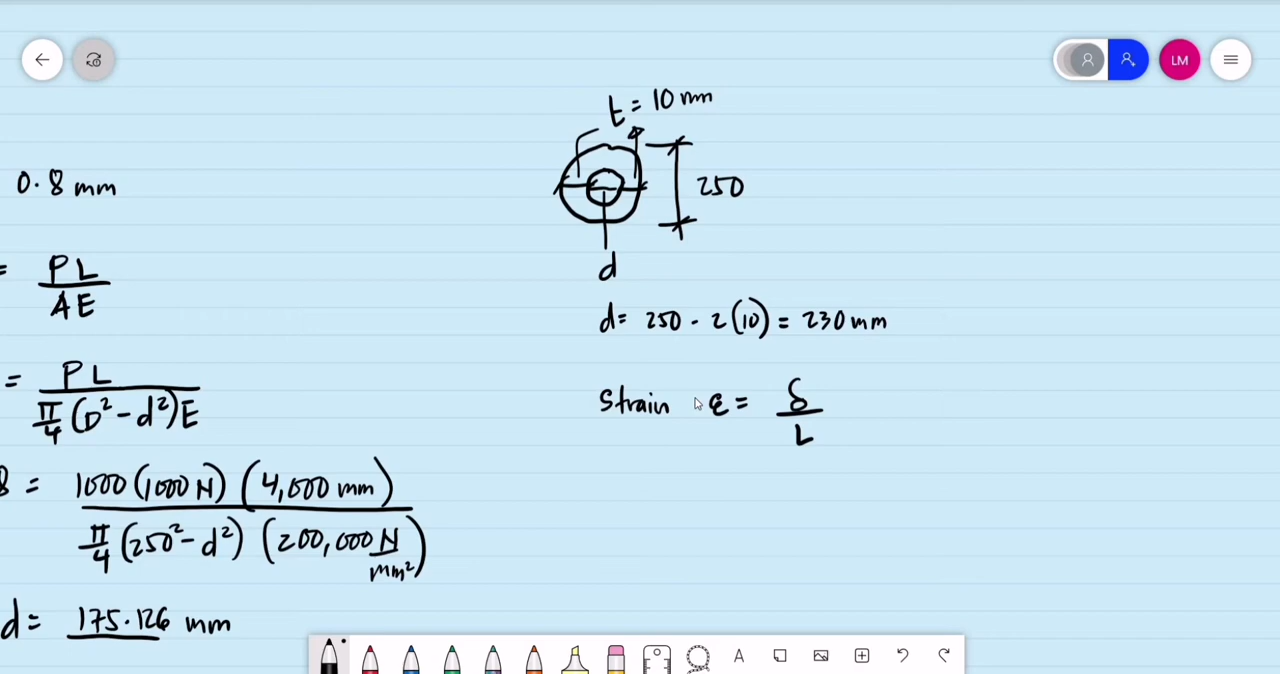 LM
0.8 mm
= PL / AE
= PL / π/4 (D² - d²) E
8 = 1000 (1000 N) (4,000 mm) / π/4 (250² - d²) (200,000 N/mm²)
d = 175.126 mm
t = 10 mm
250
d
d = 250 - 2 (10) = 230 mm
Strain ε = δ / L
A